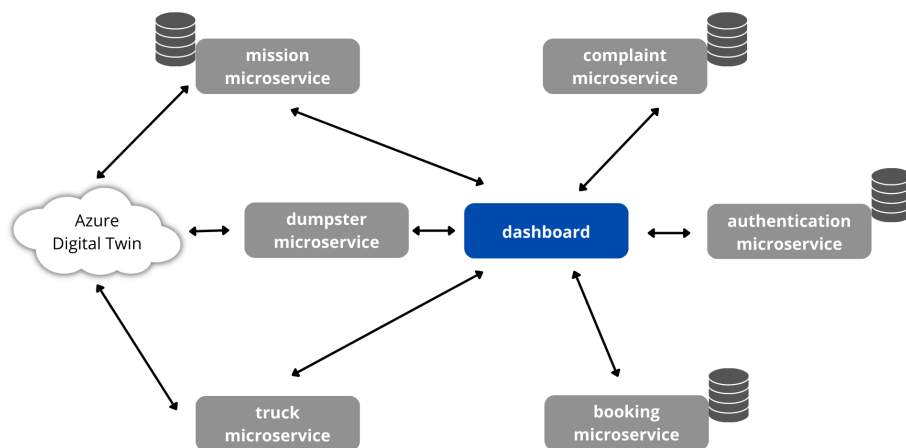 mission
microservice
complaint
microservice
Azure
Digital Twin
dumpster
microservice
dashboard
authentication
microservice
truck
microservice
booking
microservice